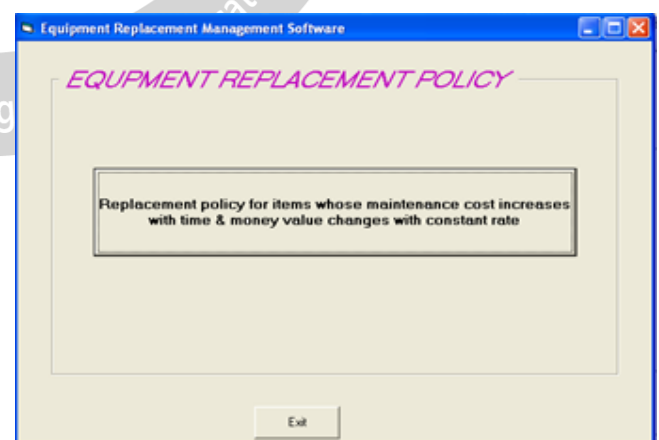 Equipment Replacement Management Software
EQUPMENT REPLACEMENT POLICY
Replacement policy for items whose maintenance cost increases
with time & money value changes with constant rate
Exit